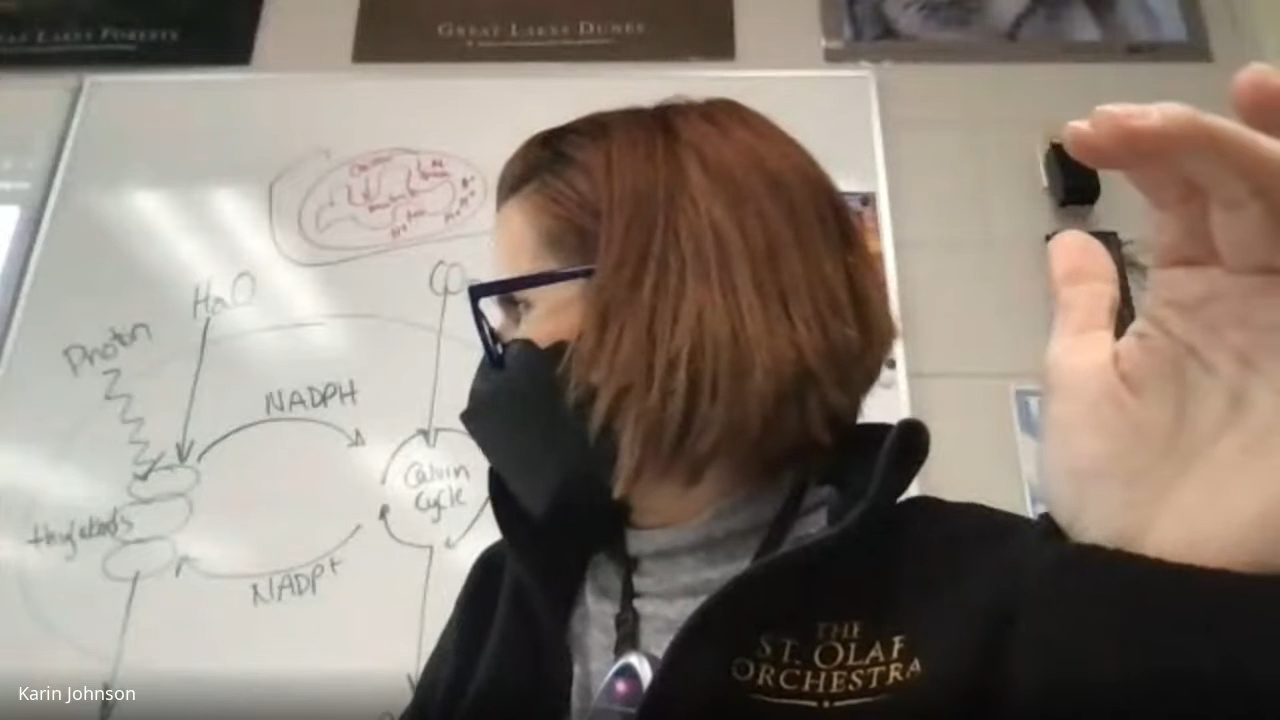 GREAT LAKES FORESTS
GREAT LAKES DUNES
H2O
CO
Photon
NADPH
Calvin
Cycle
thylakoids
NADP+
THE
ST. OLAF
ORCHESTRA
Karin Johnson